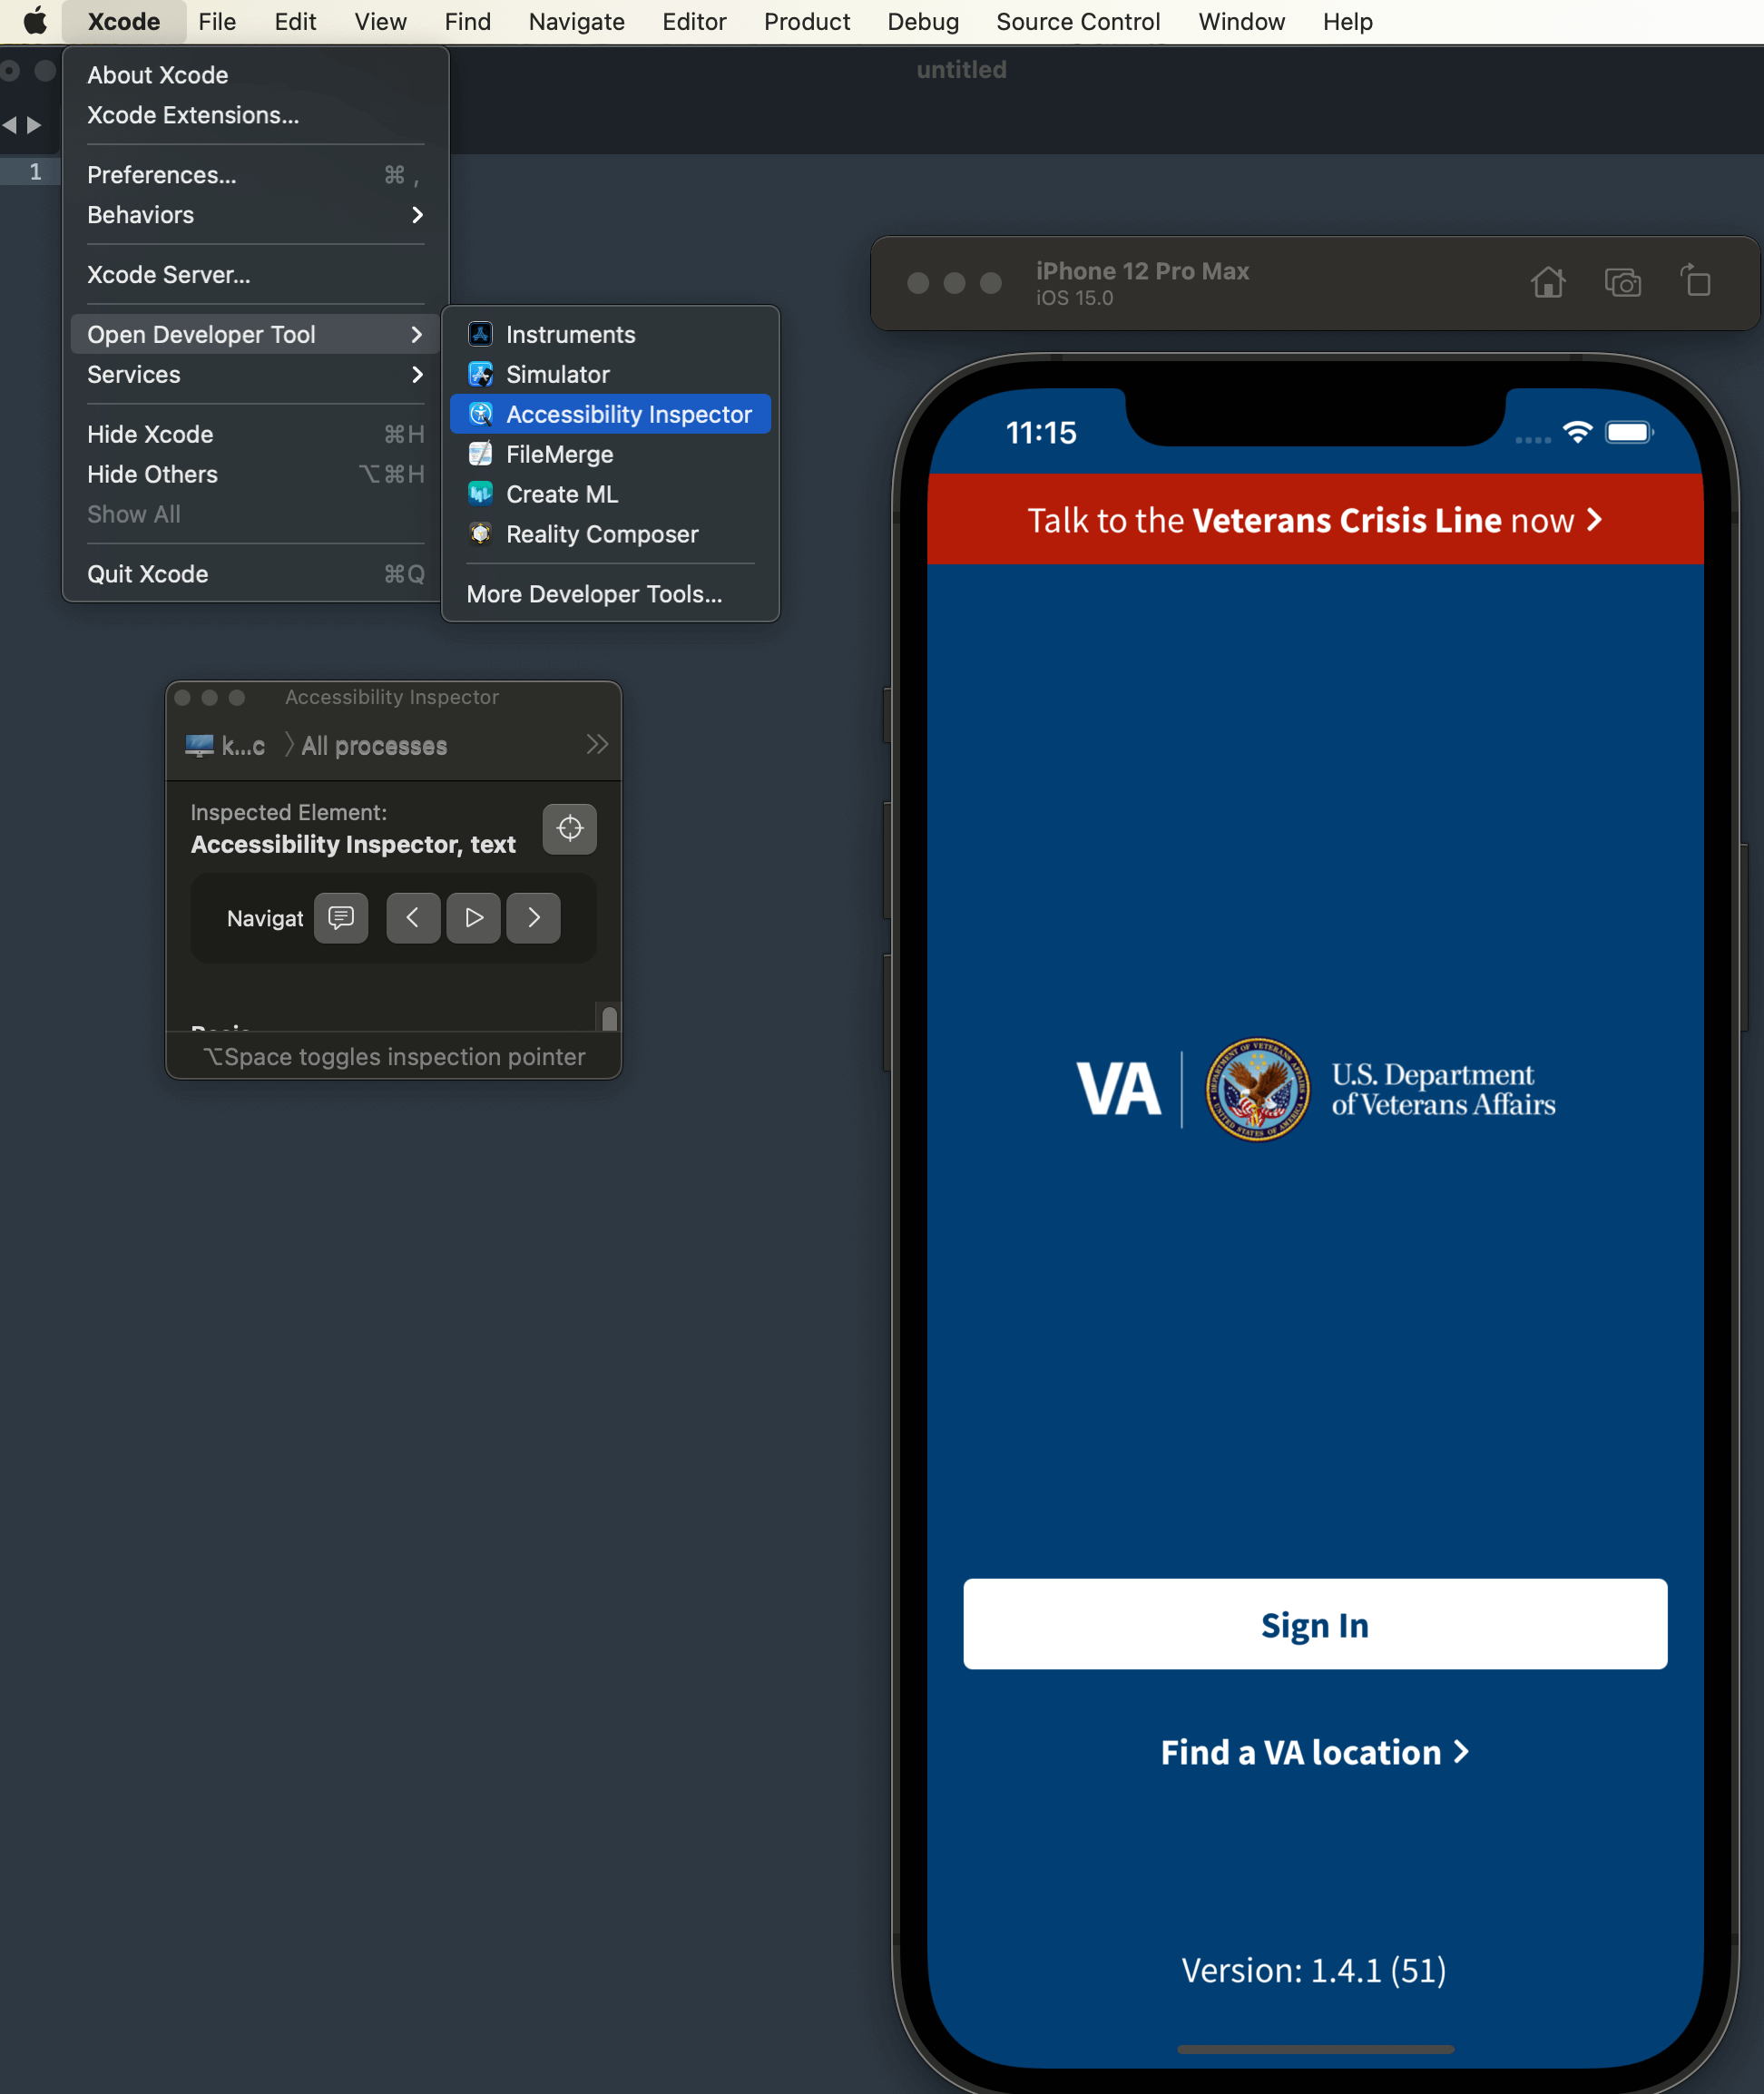 Xcode File Edit View Find Navigate Editor Product Debug Source Control Window Help
untitled
1
About Xcode
Xcode Extensions...
Preferences... ⌘ ,
Behaviors
Xcode Server...
Open Developer Tool
Services
Hide Xcode ⌘H
Hide Others ⌥⌘H
Show All
Quit Xcode ⌘Q
Instruments
Simulator
Accessibility Inspector
FileMerge
Create ML
Reality Composer
More Developer Tools...
Accessibility Inspector
k...c 〉All processes
Inspected Element:
Accessibility Inspector, text
Navigat
⌥Space toggles inspection pointer
iPhone 12 Pro Max
iOS 15.0
11:15
Talk to the Veterans Crisis Line now
VA
U.S. Department
of Veterans Affairs
Sign In
Find a VA location
Version: 1.4.1 (51)